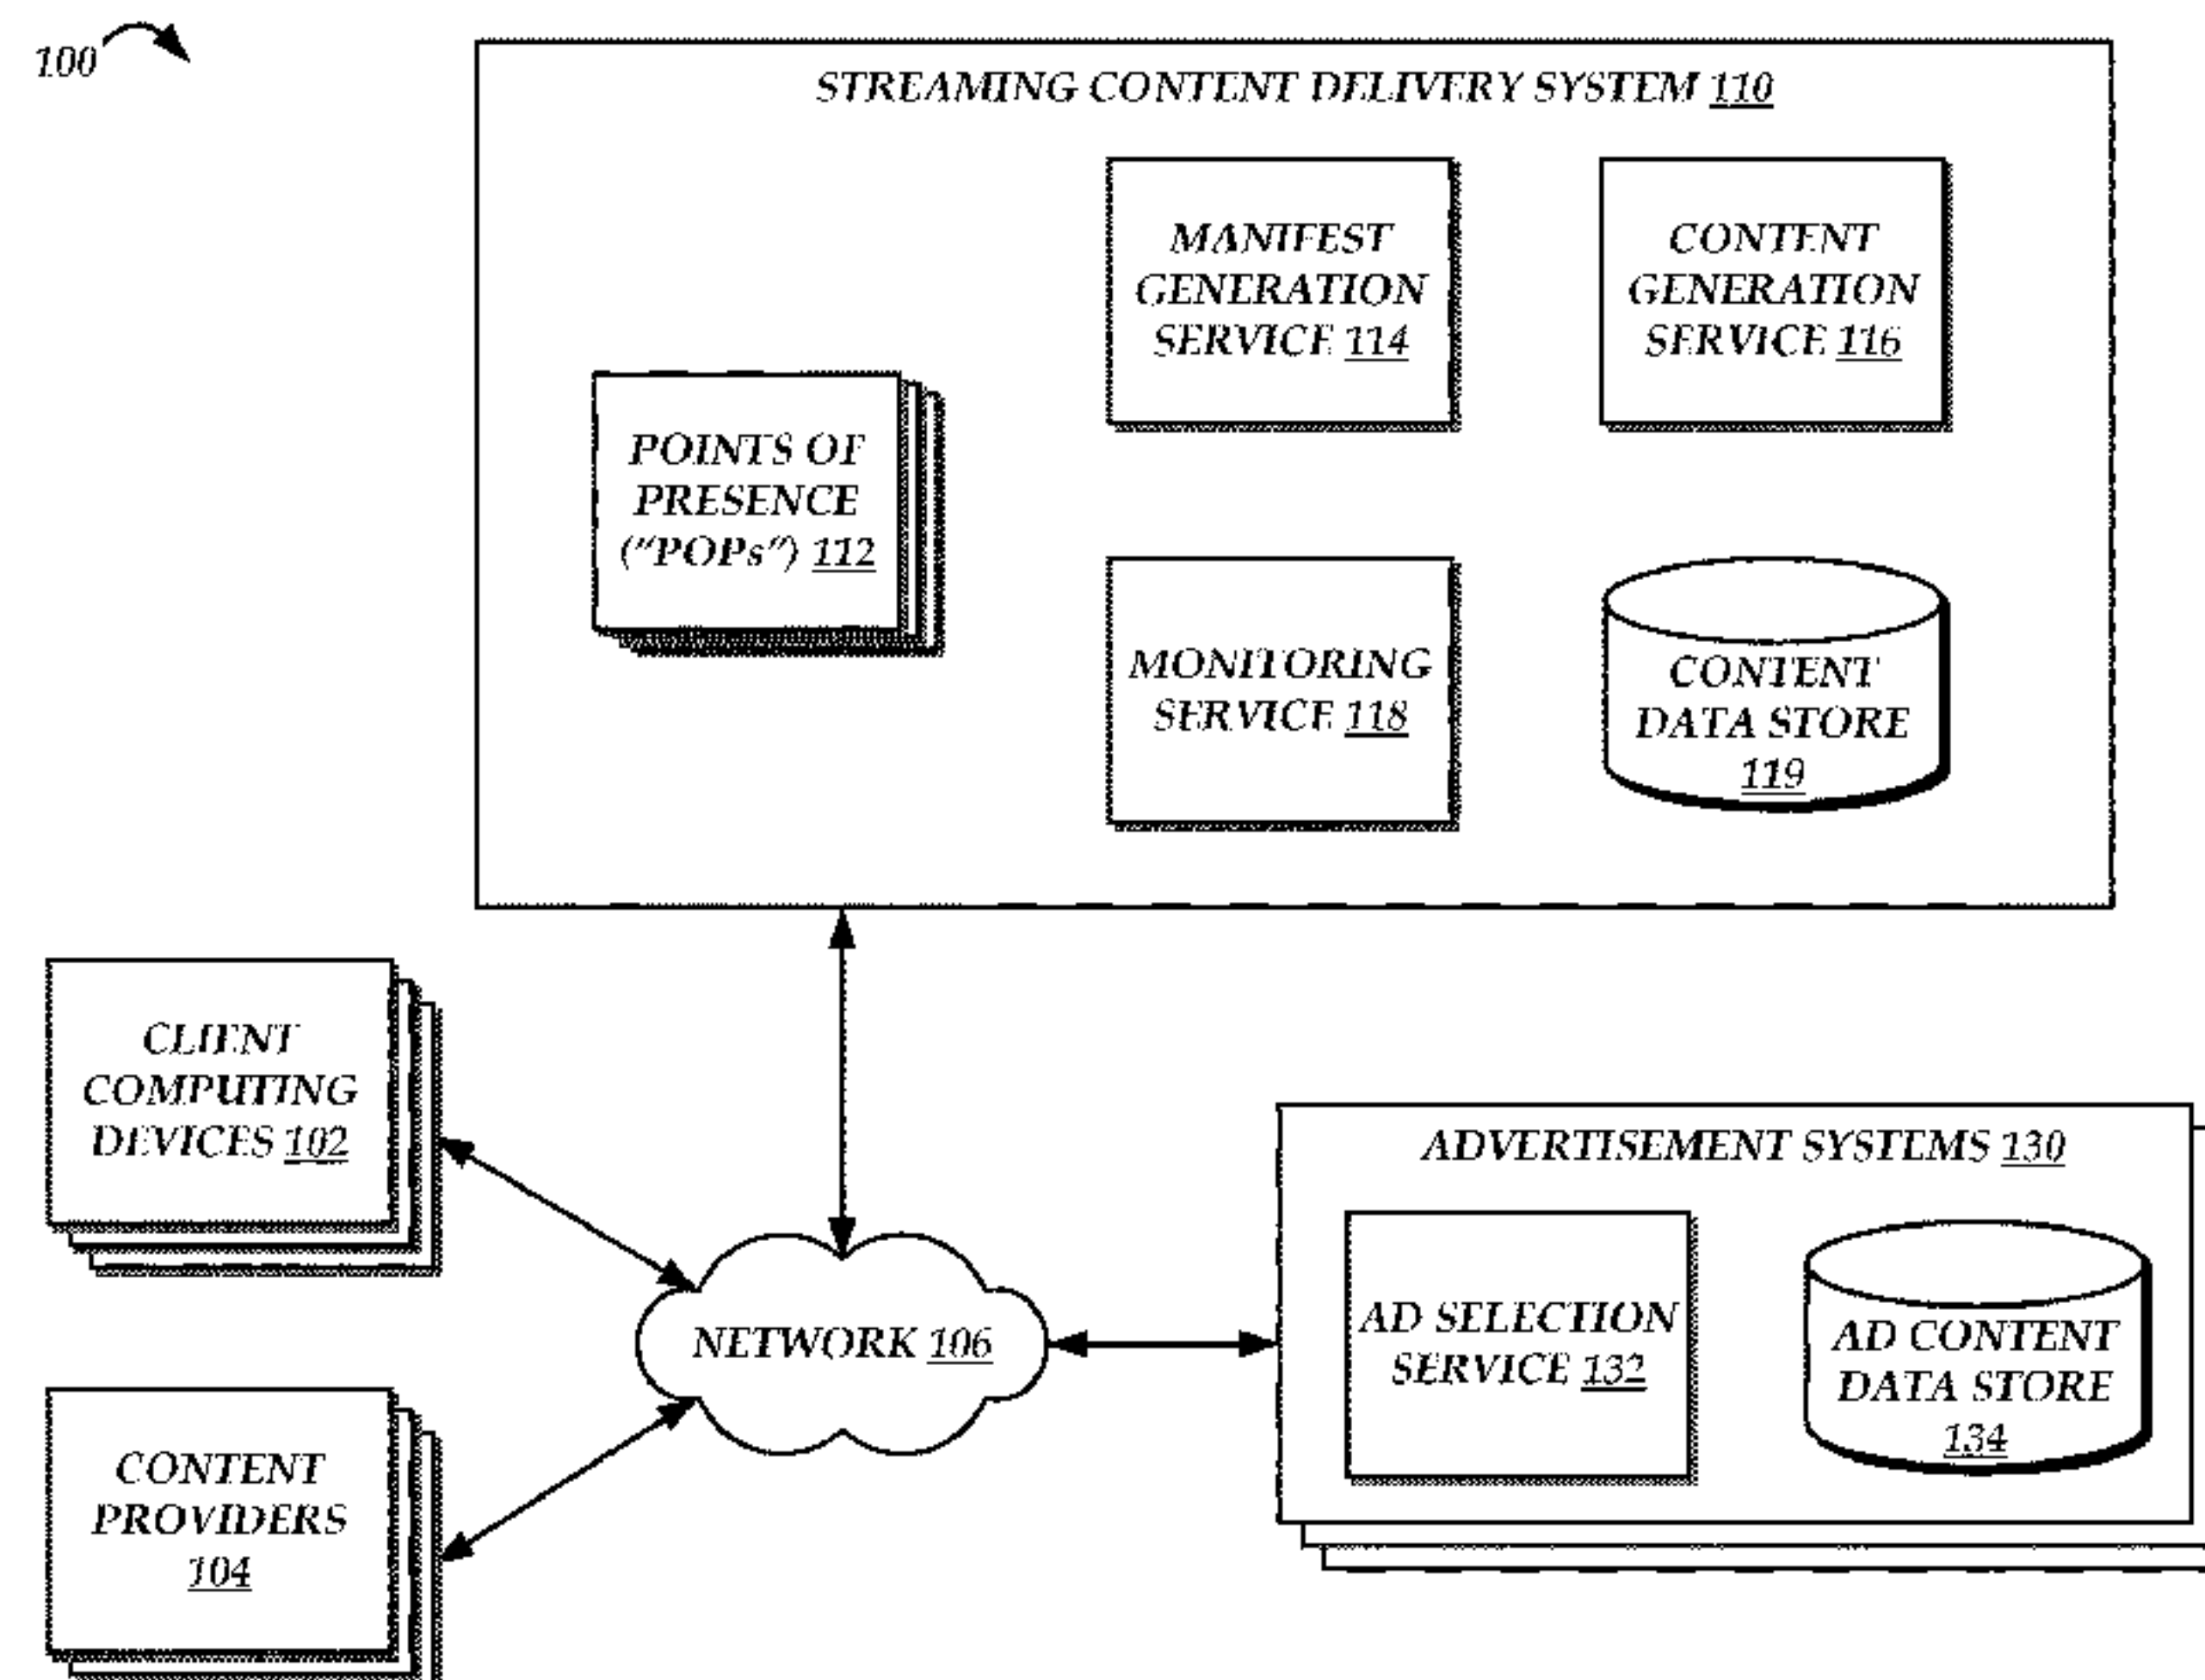 100
STREAMING CONTENT DELIVERY SYSTEM 110
MANIFEST
GENERATION
SERVICE 114
CONTENT
GENERATION
SERVICE 116
POINTS OF
PRESENCE
("POPs") 112
MONITORING
SERVICE 118
CONTENT
DATA STORE
119
CLIENT
COMPUTING
DEVICES 102
ADVERTISEMENT SYSTEMS 130
AD SELECTION
SERVICE 132
AD CONTENT
DATA STORE
134
NETWORK 106
CONTENT
PROVIDERS
104